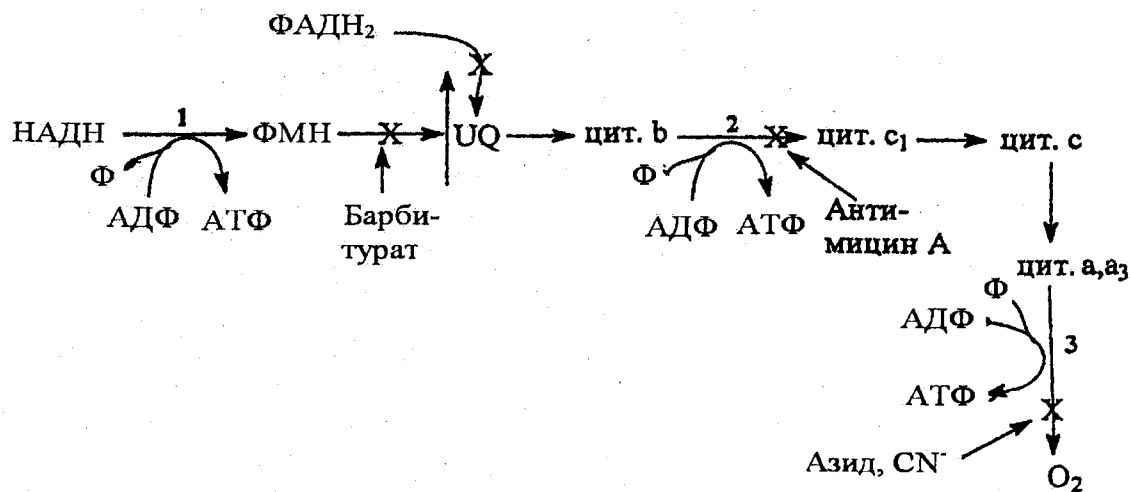 ФАДН₂
НАДН 1 ФМН X UQ цит. b 2 X цит. c₁ цит. c
X
Ф АДФ АТФ
Барби-
турат
Ф АДФ АТФ
Анти-
мицин А
цит. a,a₃
Ф
АДФ
3
АТФ
X
Азид, CN⁻
O₂